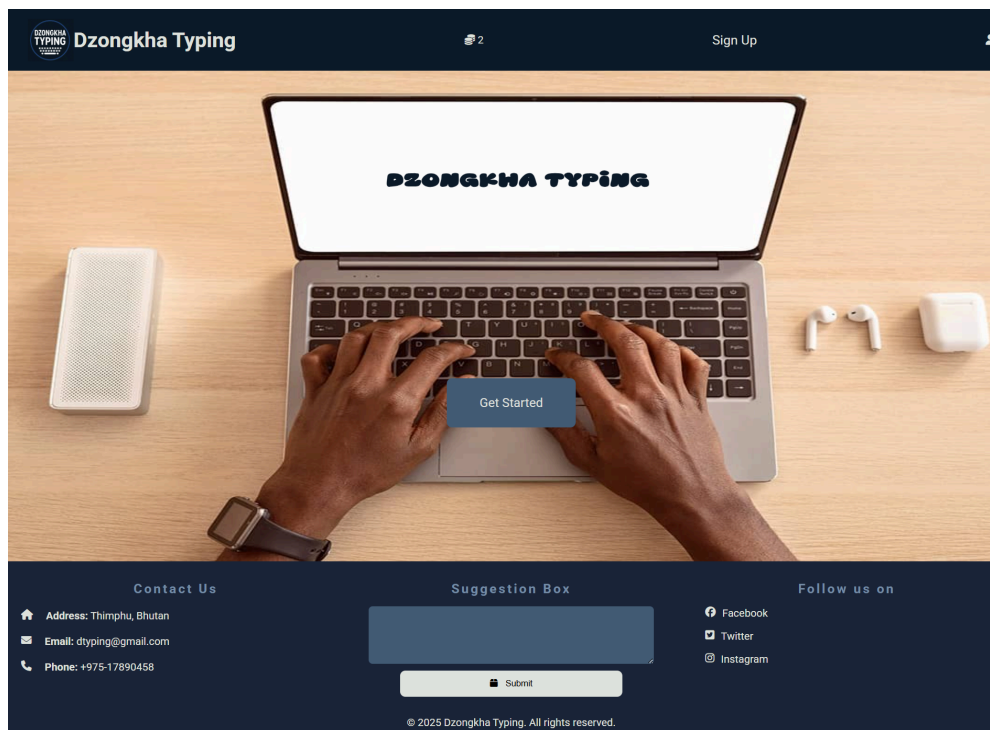 DZONGKHA
TYPING
Dzongkha Typing
2
Sign Up
DZONGKHA TYPING
Get Started
Contact Us
Address: Thimphu, Bhutan
Email: dtyping@gmail.com
Phone: +975-17890458
Suggestion Box
Submit
Follow us on
Facebook
Twitter
Instagram
© 2025 Dzongkha Typing. All rights reserved.